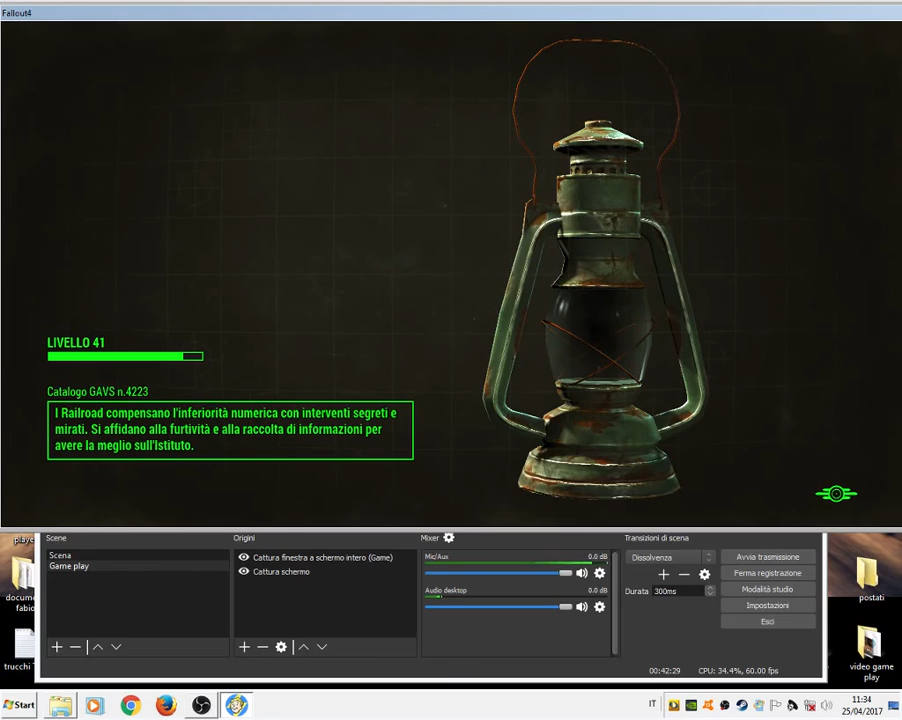 Fallout4
LIVELLO 41
Catalogo GAVS n.4223
I Railroad compensano l'inferiorità numerica con interventi segreti e
mirati. Si affidano alla furtività e alla raccolta di informazioni per
avere la meglio sull'Istituto.
Scene
Origini
Mixer
Transizioni di scena
Scena
Game play
Cattura finestra a schermo intero (Game)
Cattura schermo
Mic/Aux
0.0 dB
Audio desktop
0.0 dB
Dissolvenza
Durata
300ms
Avvia trasmissione
Ferma registrazione
Modalità studio
Impostazioni
Esci
00:42:29
CPU: 34.4%, 60.00 fps
docume
fabio
trucchi
postati
video game
play
Start
IT
11:34
25/04/2017